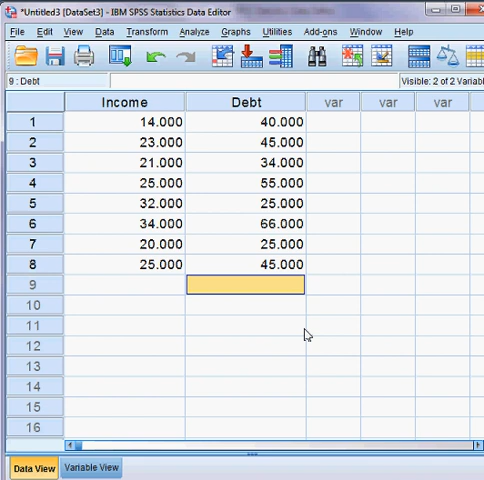 *Untitled3 [DataSet3] - IBM SPSS Statistics Data Editor
File Edit View Data Transform Analyze Graphs Utilities Add-ons Window Help
9 : Debt Visible: 2 of 2 Variabl
Income Debt var var var
1 14.000 40.000
2 23.000 45.000
3 21.000 34.000
4 25.000 55.000
5 32.000 25.000
6 34.000 66.000
7 20.000 25.000
8 25.000 45.000
9
10
11
12
13
14
15
16
Data View Variable View